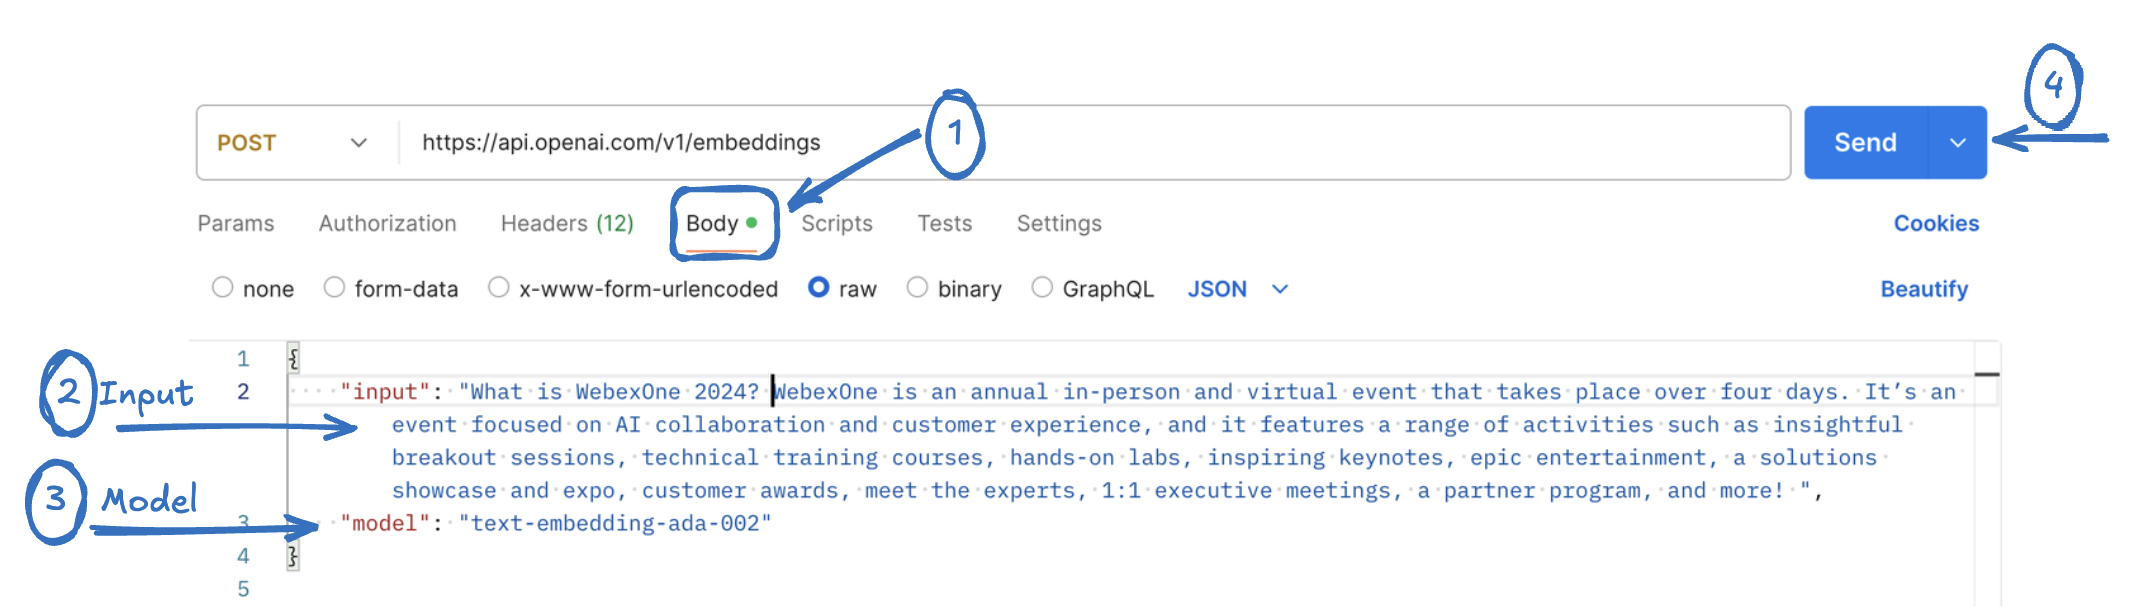 4
1
POST https://api.openai.com/v1/embeddings Send
Params Authorization Headers (12) Body Scripts Tests Settings Cookies
none form-data x-www-form-urlencoded raw binary GraphQL JSON Beautify
1 {
2 Input
2 "input": "What is WebexOne 2024? WebexOne is an annual in-person and virtual event that takes place over four days. It’s an
event focused on AI collaboration and customer experience, and it features a range of activities such as insightful
breakout sessions, technical training courses, hands-on labs, inspiring keynotes, epic entertainment, a solutions
showcase and expo, customer awards, meet the experts, 1:1 executive meetings, a partner program, and more! ",
3 Model
3 "model": "text-embedding-ada-002"
4 }
5